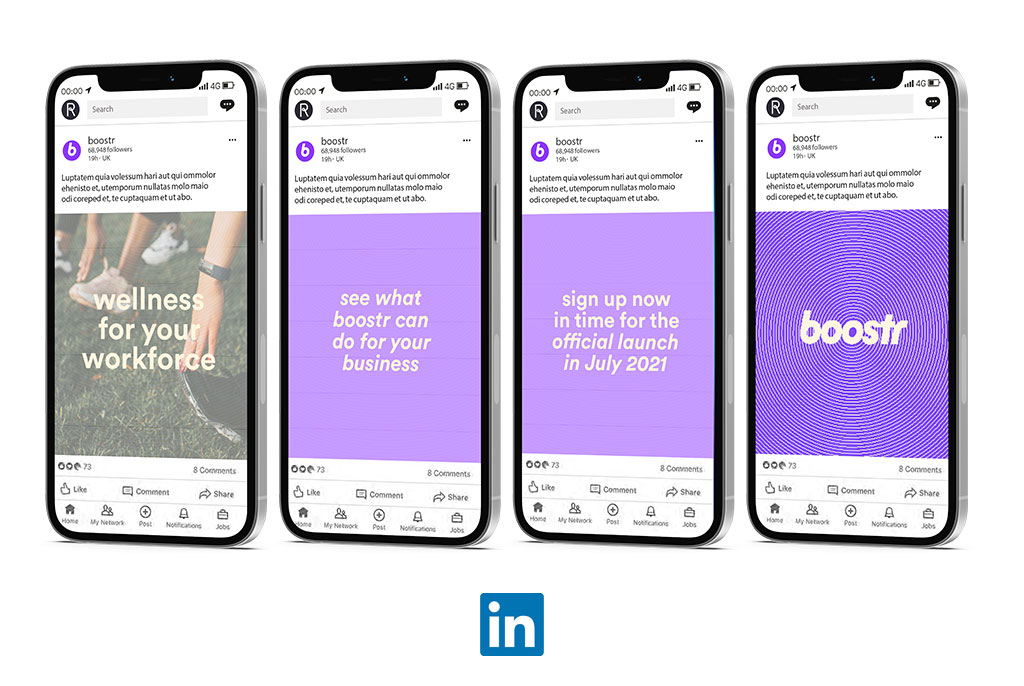 00:00
4G
R
Search
b
boostr
68,948 followers
19h · UK
Luptatem quia volessum hari aut qui ommolor
ehenisto et, utemporum nullatas molo maio
odi coreped et, te cuptaquam et ut abo.
wellness
for your
workforce
73
8 Comments
Like
Comment
Share
Home
My Network
Post
Notifications
Jobs
00:00
4G
R
Search
b
boostr
68,948 followers
19h · UK
Luptatem quia volessum hari aut qui ommolor
ehenisto et, utemporum nullatas molo maio
odi coreped et, te cuptaquam et ut abo.
see what
boostr can
do for your
business
73
8 Comments
Like
Comment
Share
Home
My Network
Post
Notifications
Jobs
00:00
4G
R
Search
b
boostr
68,948 followers
19h · UK
Luptatem quia volessum hari aut qui ommolor
ehenisto et, utemporum nullatas molo maio
odi coreped et, te cuptaquam et ut abo.
sign up now
in time for the
official launch
in July 2021
73
8 Comments
Like
Comment
Share
Home
My Network
Post
Notifications
Jobs
00:00
4G
R
Search
b
boostr
68,948 followers
19h · UK
Luptatem quia volessum hari aut qui ommolor
ehenisto et, utemporum nullatas molo maio
odi coreped et, te cuptaquam et ut abo.
boostr
73
8 Comments
Like
Comment
Share
Home
My Network
Post
Notifications
Jobs
in